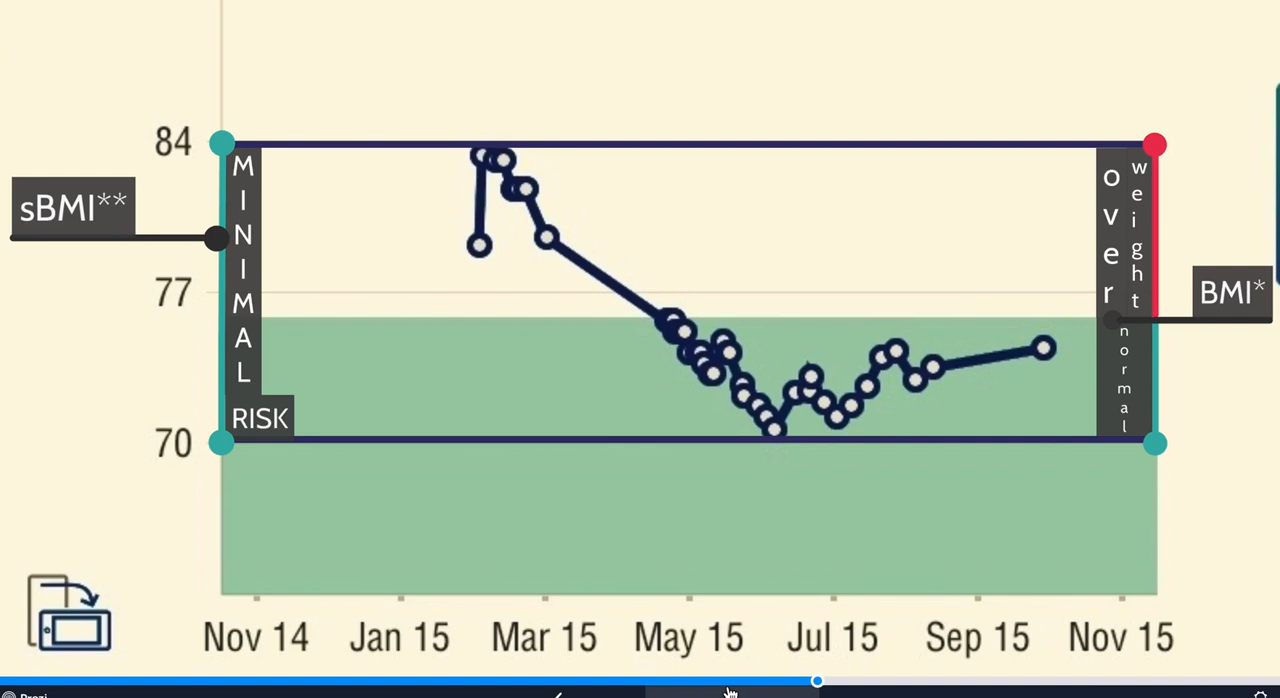 84
77
70
sBMI**
MINIMAL
RISK
over
weight
normal
BMI*
Nov 14
Jan 15
Mar 15
May 15
Jul 15
Sep 15
Nov 15
Prezi